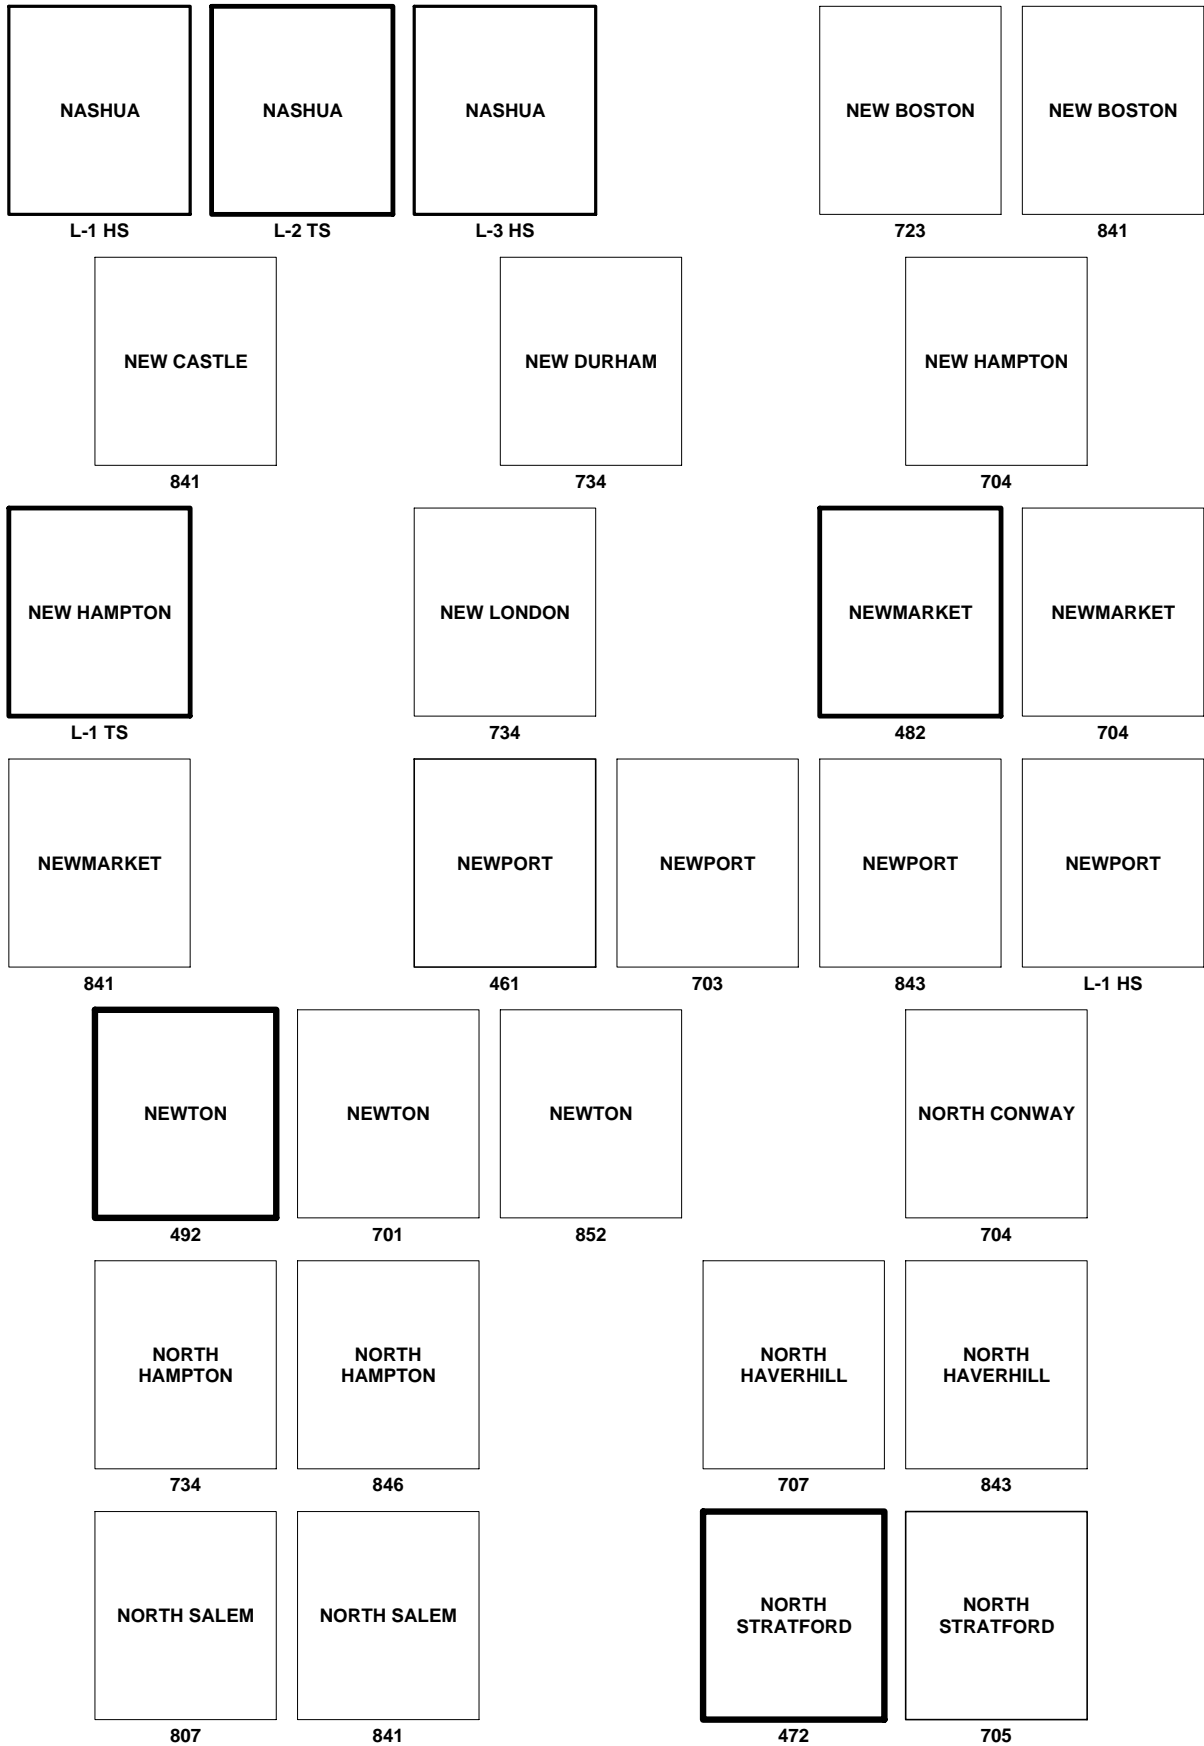 NASHUA
NASHUA
NASHUA
NEW BOSTON
NEW BOSTON
L-1 HS
L-2 TS
L-3 HS
723
841
NEW CASTLE
NEW DURHAM
NEW HAMPTON
841
734
704
NEW HAMPTON
NEW LONDON
NEWMARKET
NEWMARKET
L-1 TS
734
482
704
NEWMARKET
NEWPORT
NEWPORT
NEWPORT
NEWPORT
841
461
703
843
L-1 HS
NEWTON
NEWTON
NEWTON
NORTH CONWAY
492
701
852
704
NORTH
HAMPTON
NORTH
HAMPTON
NORTH
HAVERHILL
NORTH
HAVERHILL
734
846
707
843
NORTH SALEM
NORTH SALEM
NORTH
STRATFORD
NORTH
STRATFORD
807
841
472
705